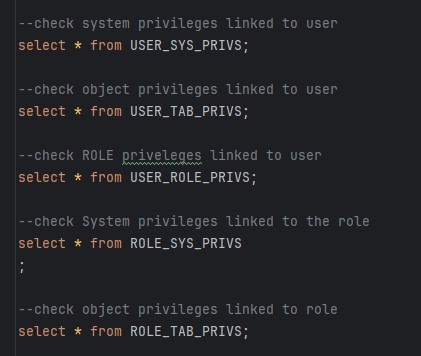 --check system privileges linked to user
select * from USER_SYS_PRIVS;
--check object privileges linked to user
select * from USER_TAB_PRIVS;
--check ROLE priveleges linked to user
select * from USER_ROLE_PRIVS;
--check System privileges linked to the role
select * from ROLE_SYS_PRIVS
;
--check object privileges linked to role
select * from ROLE_TAB_PRIVS;